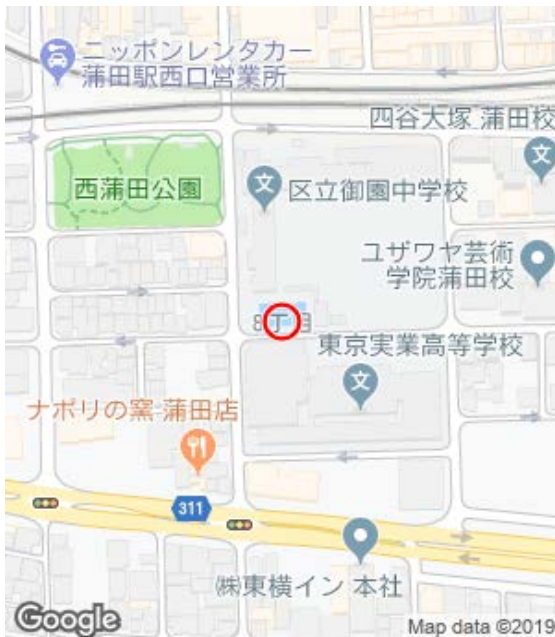 ニッポンレンタカー
蒲田駅西口営業所
四谷大塚 蒲田校
西蒲田公園
区立御園中学校
ユザワヤ芸術
学院蒲田校
8丁目
東京実業高等学校
ナポリの窯 蒲田店
311
㈱東横イン 本社
Google
Map data ©2019
文
文
文